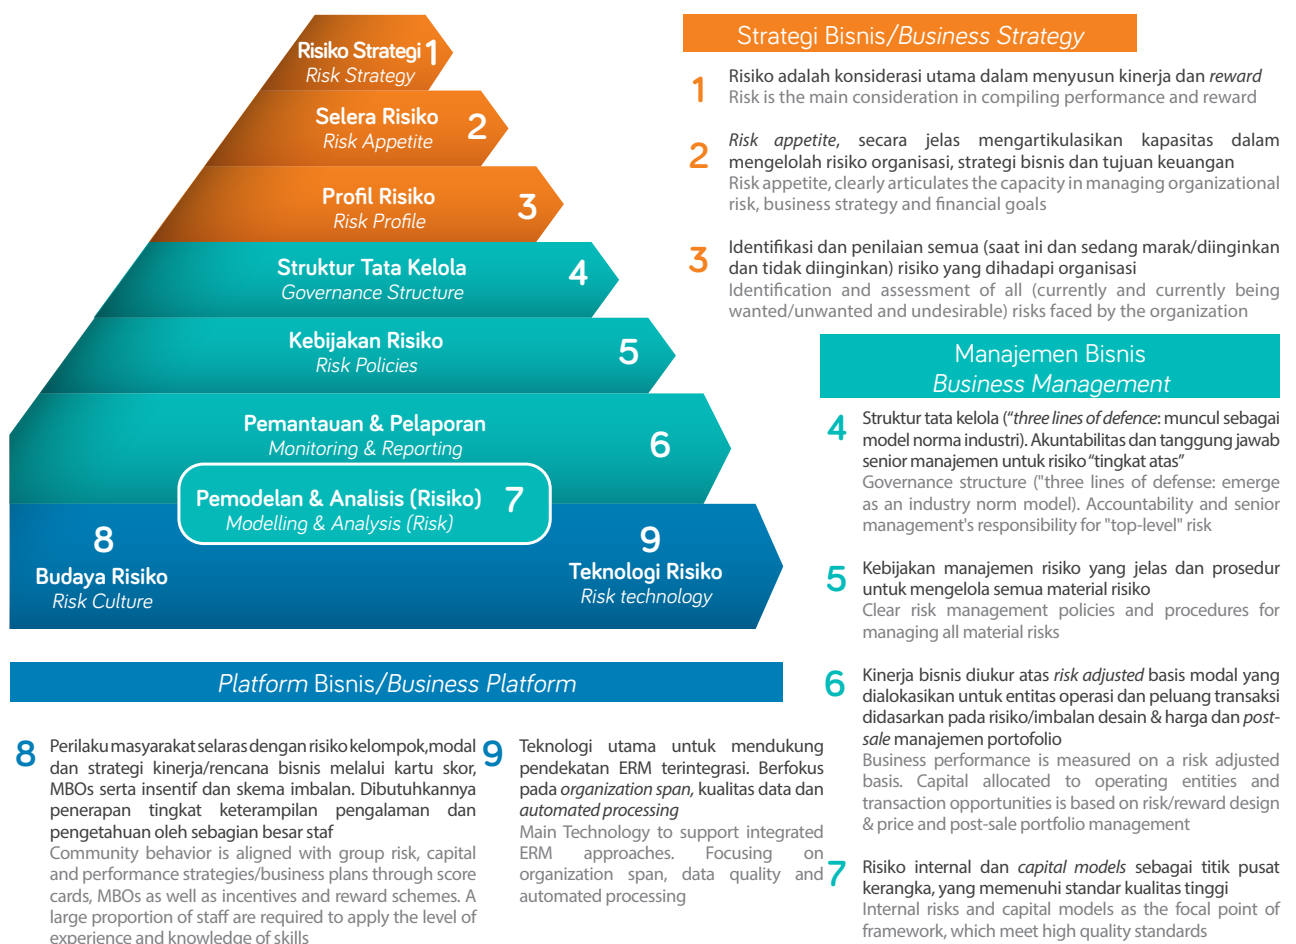 Risiko Strategi 1
Risk Strategy
Selera Risiko 2
Risk Appetite
Profil Risiko 3
Risk Profile
Struktur Tata Kelola 4
Governance Structure
Kebijakan Risiko 5
Risk Policies
Pemantauan & Pelaporan 6
Monitoring & Reporting
Pemodelan & Analisis (Risiko) 7
Modelling & Analysis (Risk)
8
Budaya Risiko
Risk Culture
9
Teknologi Risiko
Risk technology
Strategi Bisnis/Business Strategy
1
Risiko adalah konsiderasi utama dalam menyusun kinerja dan reward
Risk is the main consideration in compiling performance and reward
2
Risk appetite, secara jelas mengartikulasikan kapasitas dalam
mengelolah risiko organisasi, strategi bisnis dan tujuan keuangan
Risk appetite, clearly articulates the capacity in managing organizational
risk, business strategy and financial goals
3
Identifikasi dan penilaian semua (saat ini dan sedang marak/diinginkan
dan tidak diinginkan) risiko yang dihadapi organisasi
Identification and assessment of all (currently and currently being
wanted/unwanted and undesirable) risks faced by the organization
Manajemen Bisnis
Business Management
4
Struktur tata kelola (“three lines of defence: muncul sebagai
model norma industri). Akuntabilitas dan tanggung jawab
senior manajemen untuk risiko “tingkat atas”
Governance structure ("three lines of defense: emerge
as an industry norm model). Accountability and senior
management's responsibility for "top-level" risk
5
Kebijakan manajemen risiko yang jelas dan prosedur
untuk mengelola semua material risiko
Clear risk management policies and procedures for
managing all material risks
6
Kinerja bisnis diukur atas risk adjusted basis modal yang
dialokasikan untuk entitas operasi dan peluang transaksi
didasarkan pada risiko/imbalan desain & harga dan post-
sale manajemen portofolio
Business performance is measured on a risk adjusted
basis. Capital allocated to operating entities and
transaction opportunities is based on risk/reward design
& price and post-sale portfolio management
7
Risiko internal dan capital models sebagai titik pusat
kerangka, yang memenuhi standar kualitas tinggi
Internal risks and capital models as the focal point of
framework, which meet high quality standards
Platform Bisnis/Business Platform
8
Perilaku masyarakat selaras dengan risiko kelompok,modal
dan strategi kinerja/rencana bisnis melalui kartu skor,
MBOs serta insentif dan skema imbalan. Dibutuhkannya
penerapan tingkat keterampilan pengalaman dan
pengetahuan oleh sebagian besar staf
Community behavior is aligned with group risk, capital
and performance strategies/business plans through score
cards, MBOs as well as incentives and reward schemes. A
large proportion of staff are required to apply the level of
experience and knowledge of skills
9
Teknologi utama untuk mendukung
pendekatan ERM terintegrasi. Berfokus
pada organization span, kualitas data dan
automated processing
Main Technology to support integrated
ERM approaches. Focusing on
organization span, data quality and
automated processing